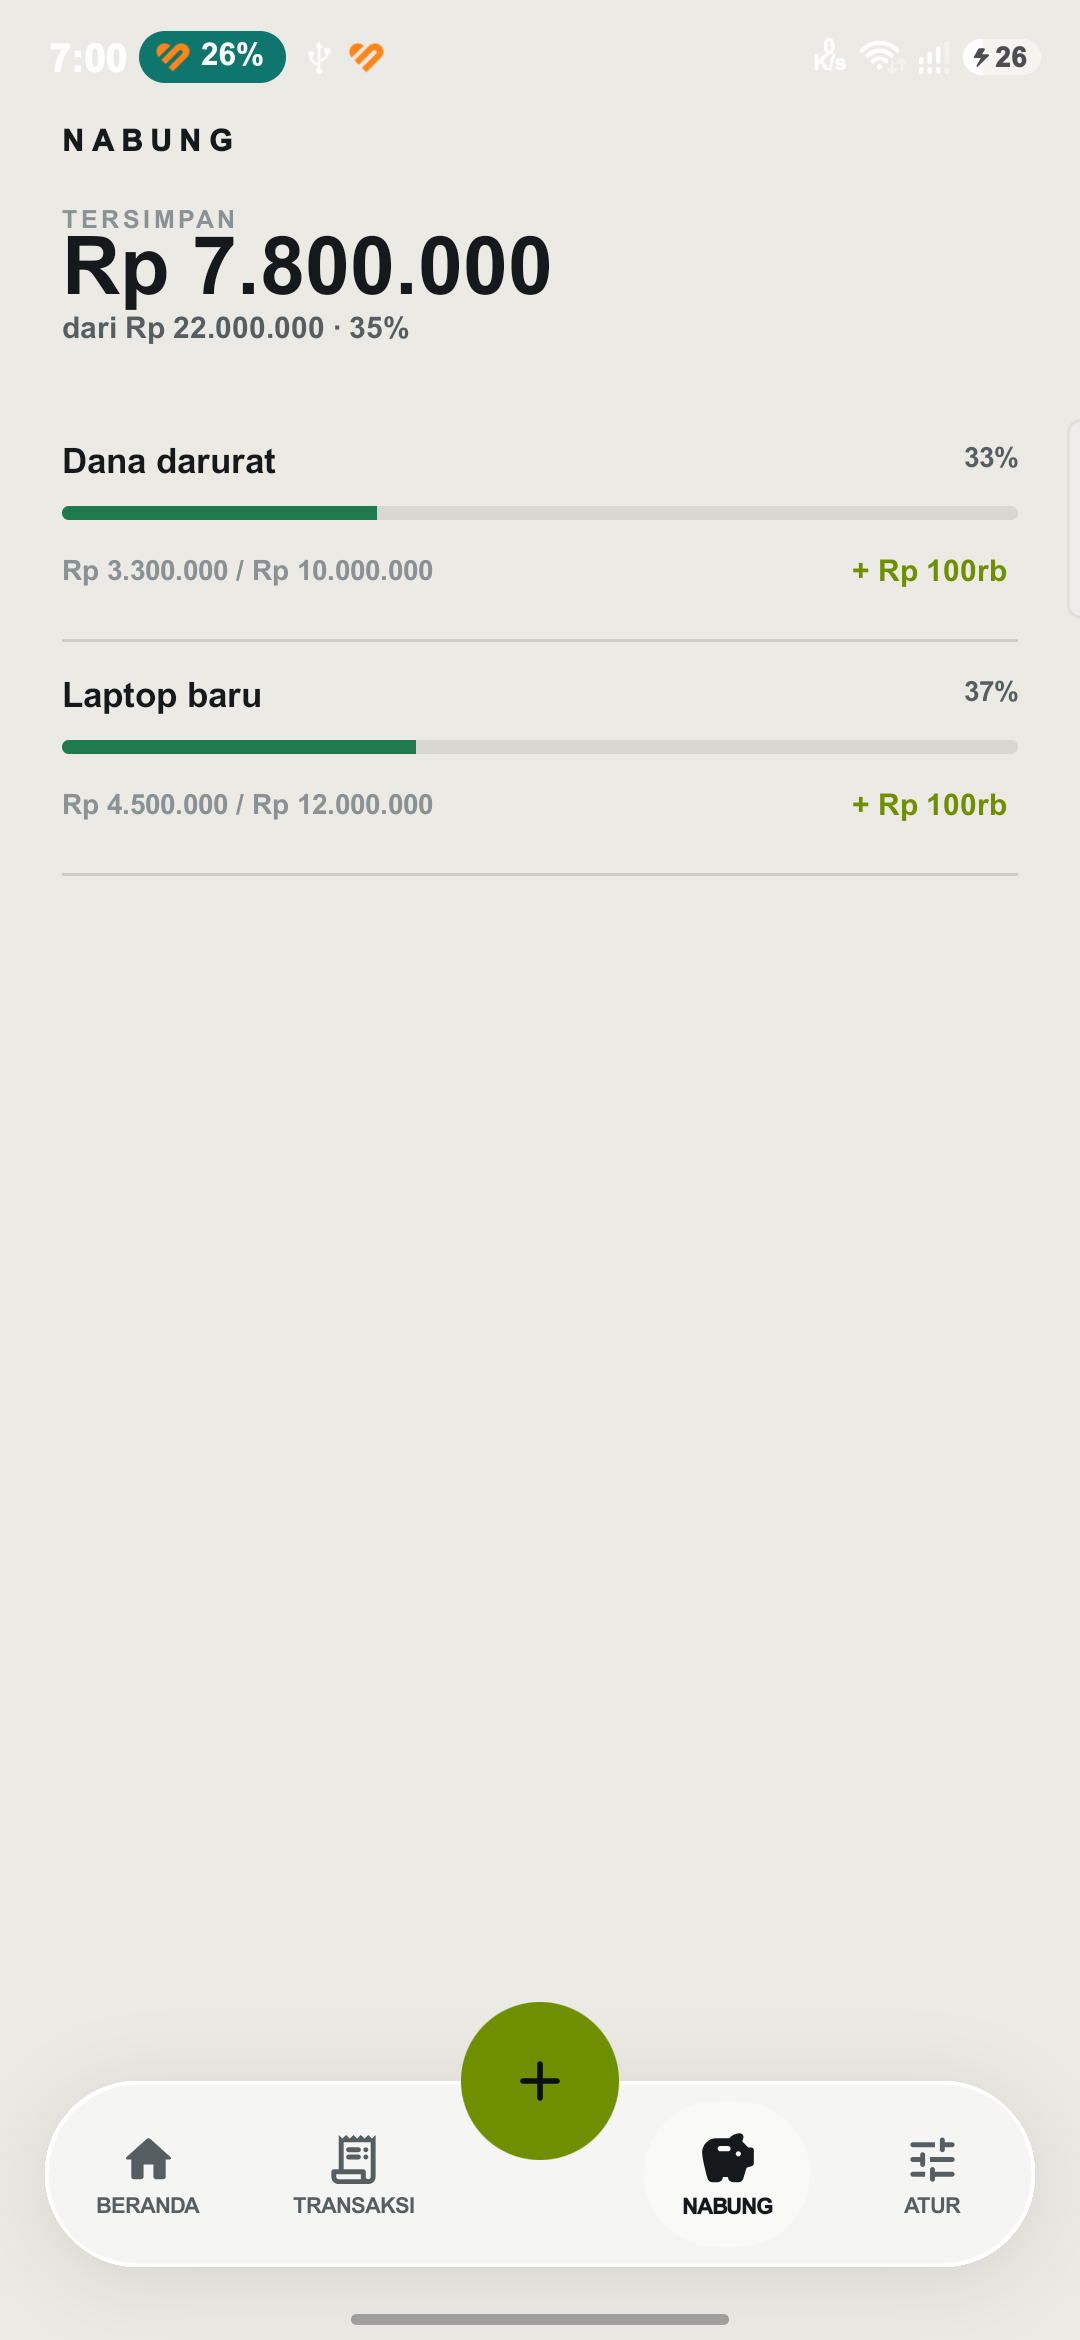 7:00 26% 0 K/s 26
NABUNG
TERSIMPAN
Rp 7.800.000
dari Rp 22.000.000 · 35%
Dana darurat 33%
Rp 3.300.000 / Rp 10.000.000 + Rp 100rb
Laptop baru 37%
Rp 4.500.000 / Rp 12.000.000 + Rp 100rb
BERANDA TRANSAKSI NABUNG ATUR